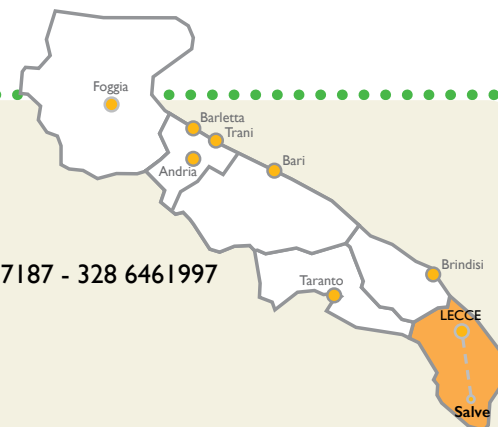 Foggia
Barletta
Trani
Bari
Andria
7187 - 328 6461997
Brindisi
Taranto
LECCE
Salve